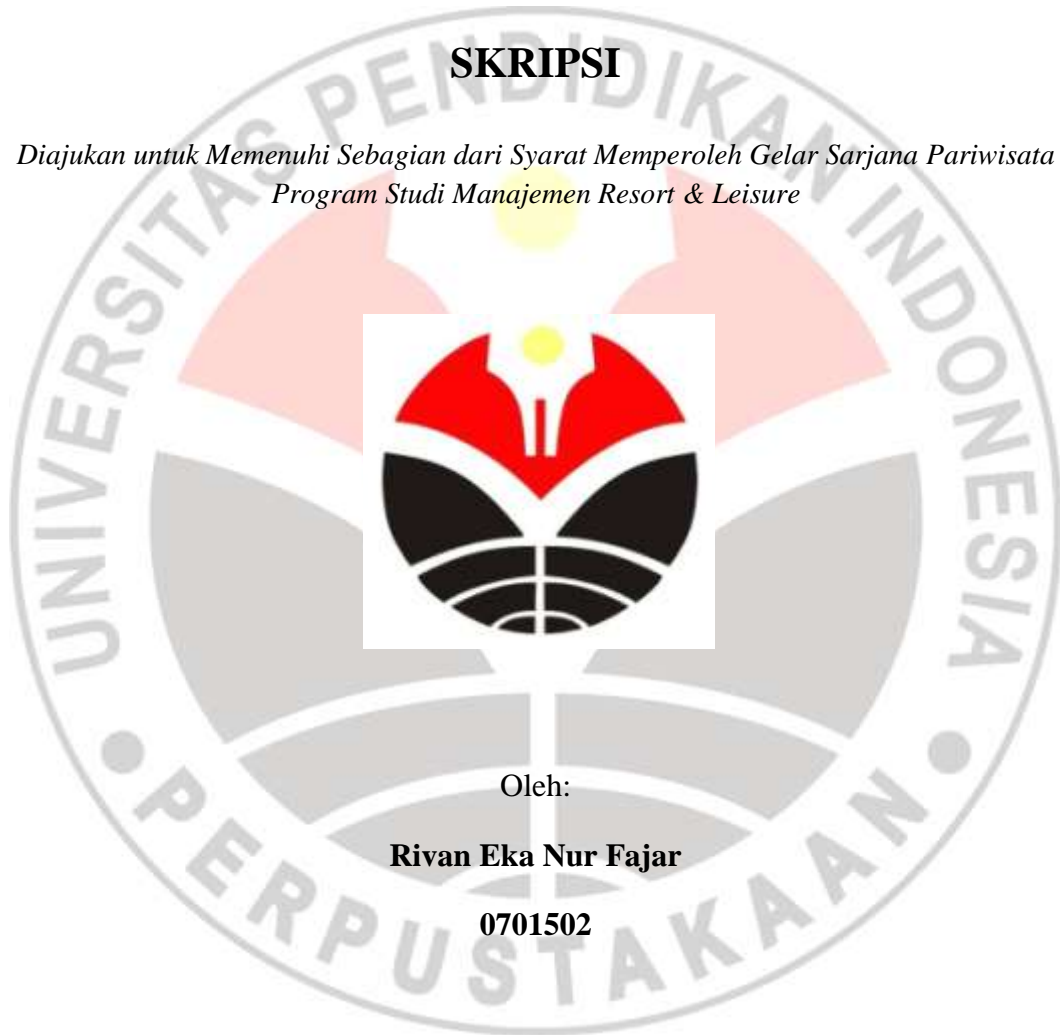 SKRIPSI
Diajukan untuk Memenuhi Sebagian dari Syarat Memperoleh Gelar Sarjana Pariwisata
Program Studi Manajemen Resort & Leisure
UNIVERSITAS PENDIDIKAN INDONESIA
Oleh:
Rivan Eka Nur Fajar
0701502
PERPUSTAKAAN